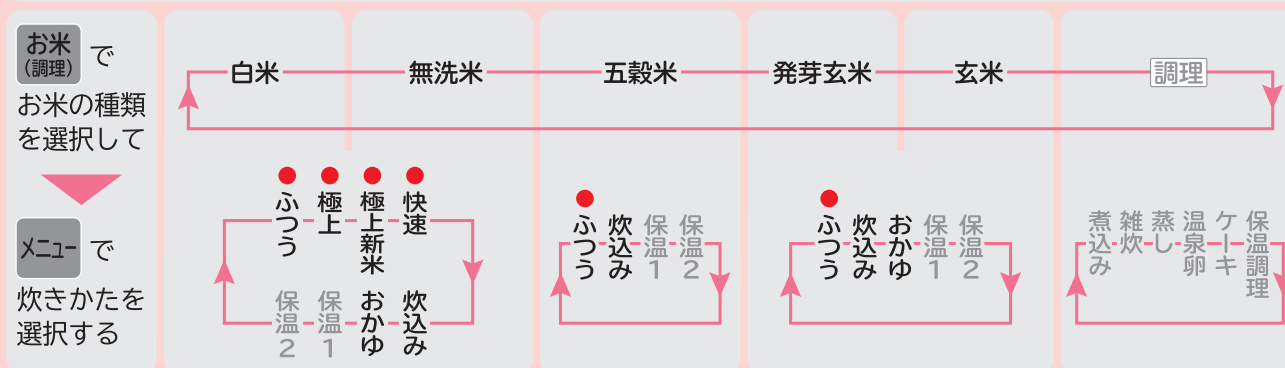 お米
(調理)
で
お米の種類
を選択して
メニュー
で
炊きかたを
選択する
白米
無洗米
五穀米
発芽玄米
玄米
調理
ふつう
極上
極上新米
快速
炊込み
おかゆ
保温1
保温2
ふつう
炊込み
保温1
保温2
ふつう
炊込み
おかゆ
保温1
保温2
煮込み
雑炊
蒸し
温泉卵
ケーキ
保温調理